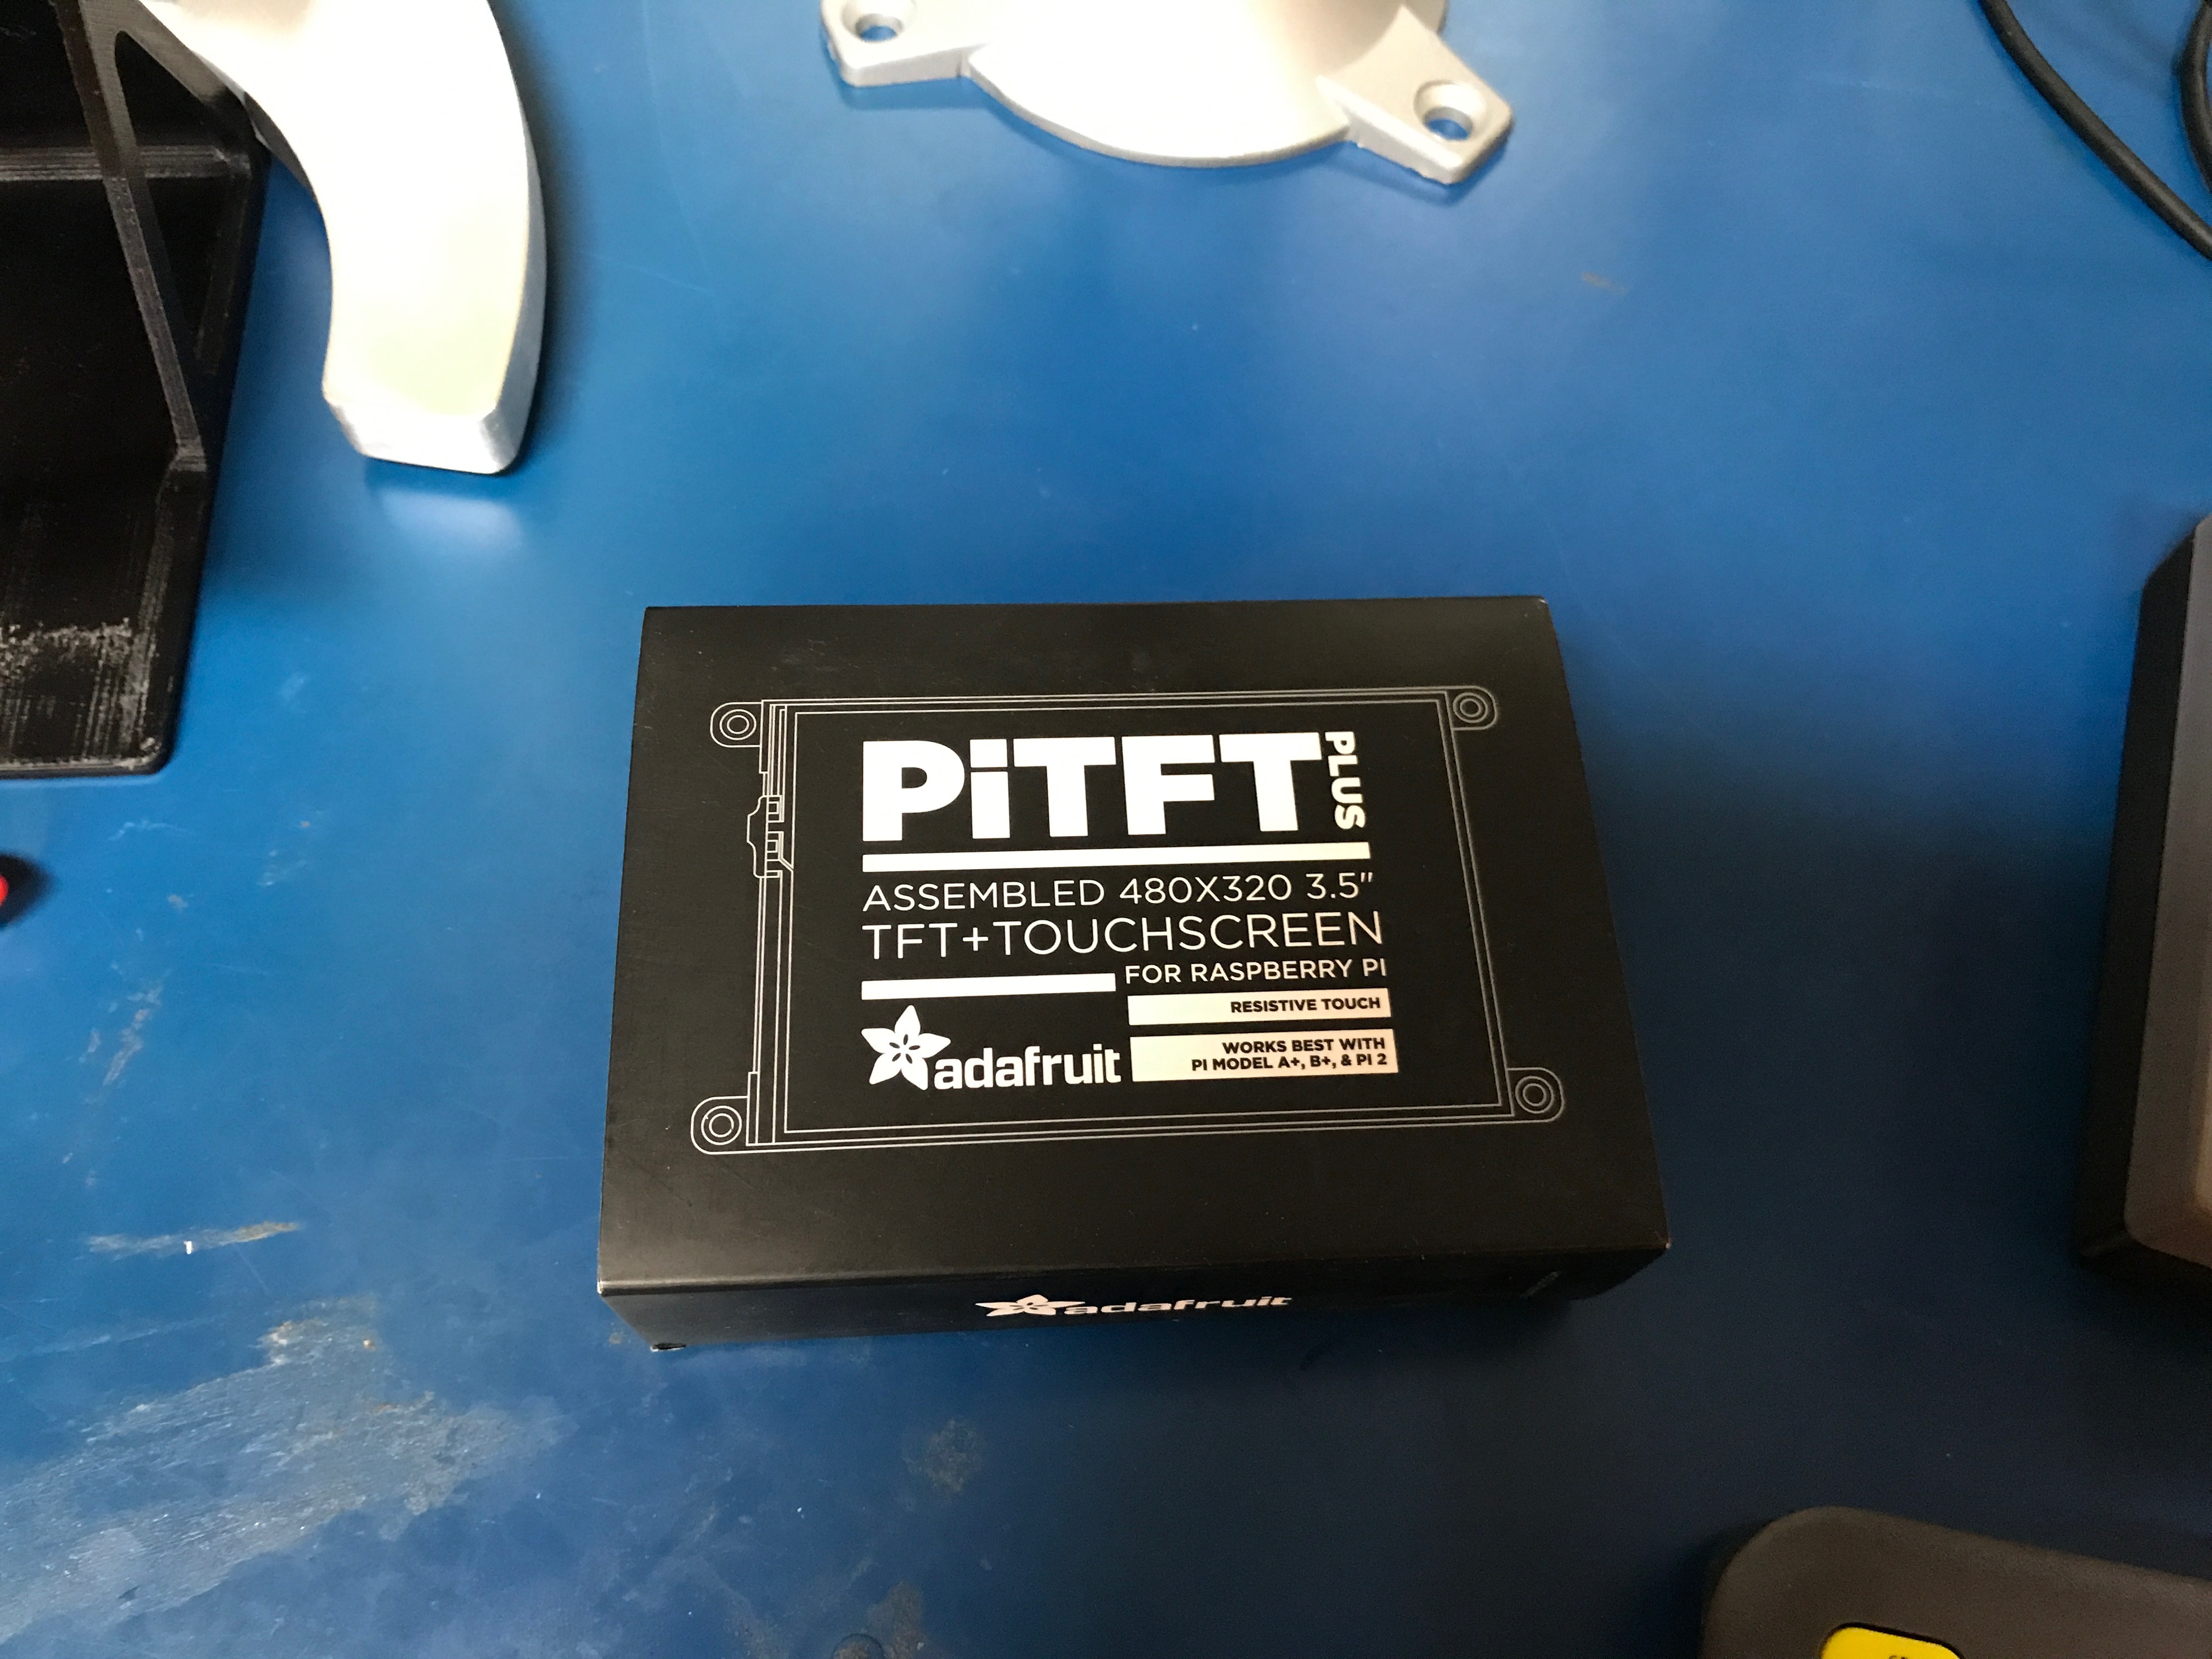 PiTFT PLUS
ASSEMBLED 480X320 3.5"
TFT+TOUCHSCREEN
FOR RASPBERRY PI
RESISTIVE TOUCH
WORKS BEST WITH
PI MODEL A+, B+, & PI 2
adafruit
adafruit